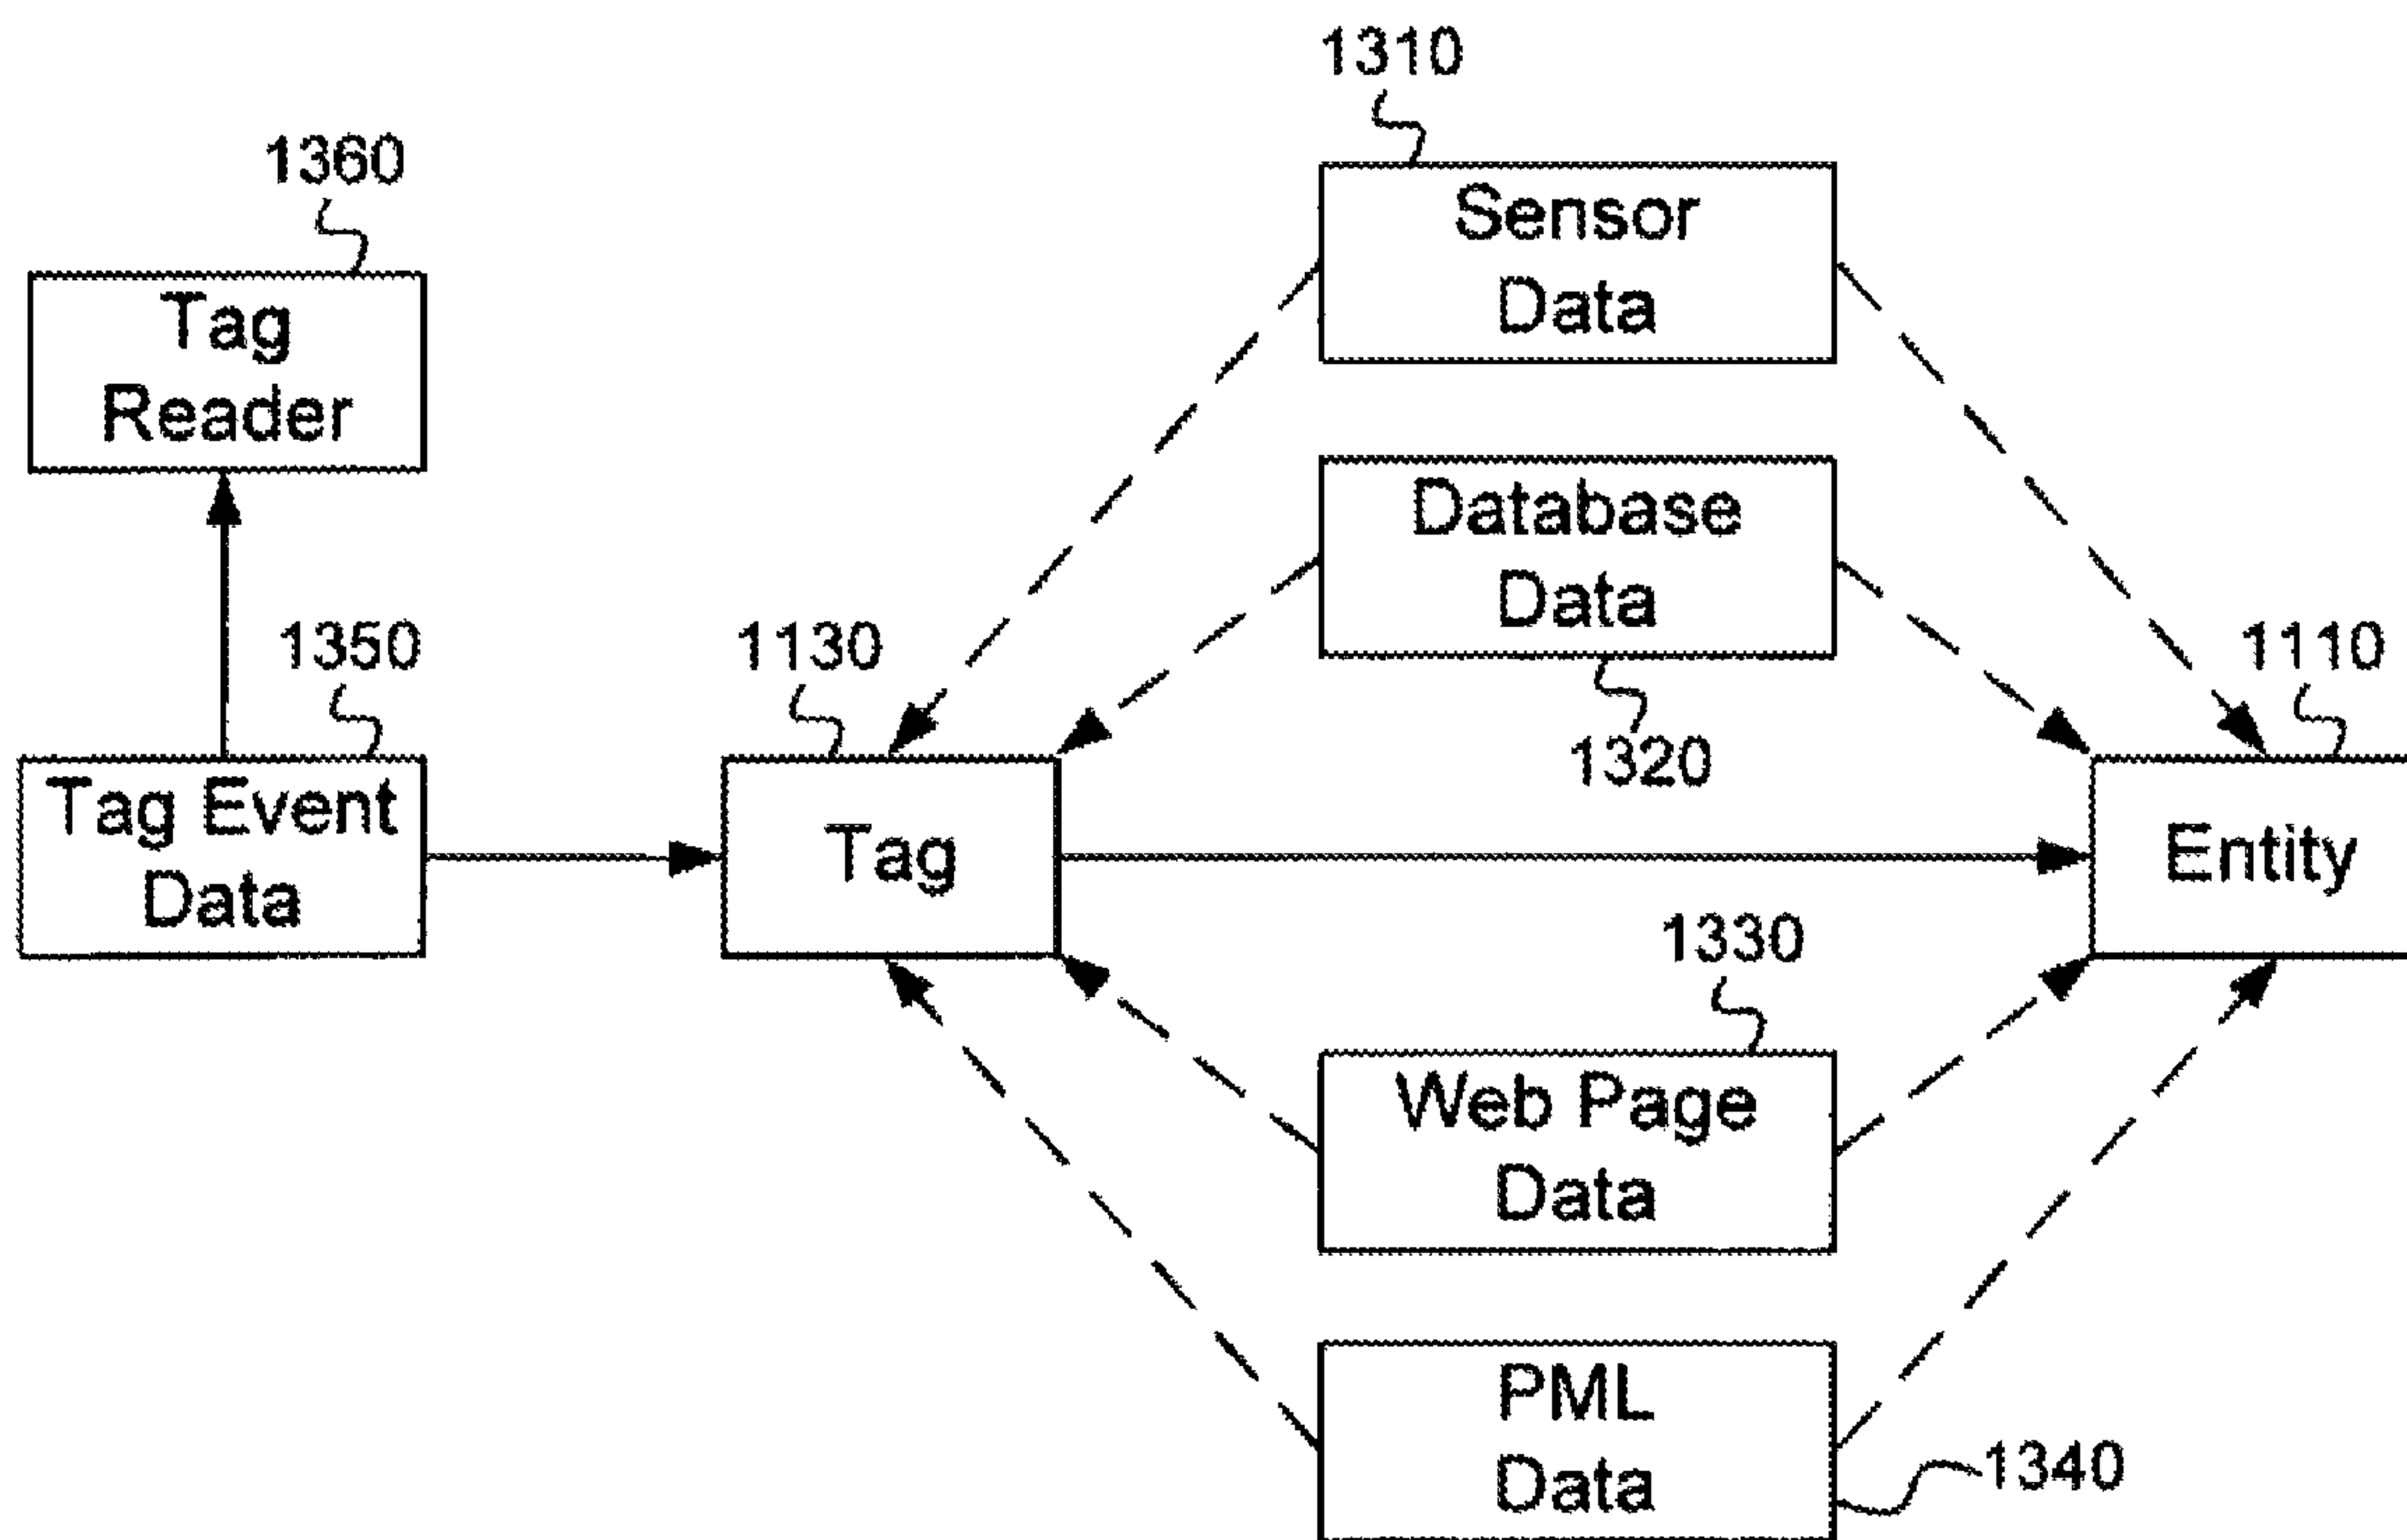 1310
1360
Sensor
Data
Tag
Reader
Database
Data
1350
1130
1110
1320
Tag Event
Data
Tag
Entity
1330
Web Page
Data
PML
Data
1340